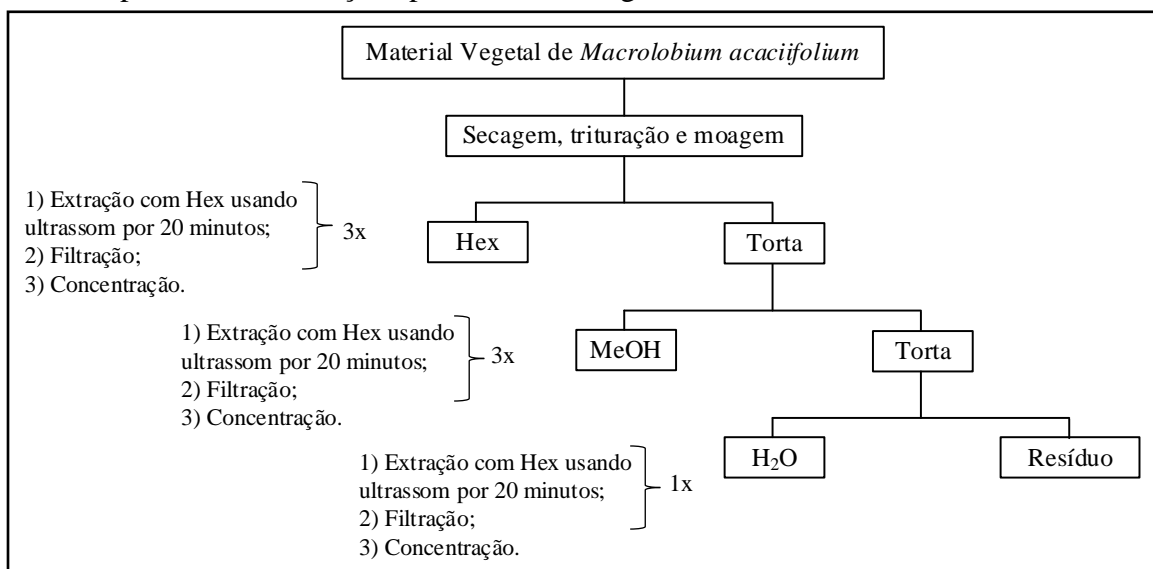 Material Vegetal de Macrolobium acaciifolium
Secagem, trituração e moagem
1) Extração com Hex usando
ultrassom por 20 minutos;
2) Filtração;
3) Concentração.
3x
Hex
Torta
1) Extração com Hex usando
ultrassom por 20 minutos;
2) Filtração;
3) Concentração.
3x
MeOH
Torta
1) Extração com Hex usando
ultrassom por 20 minutos;
2) Filtração;
3) Concentração.
1x
H₂O
Resíduo